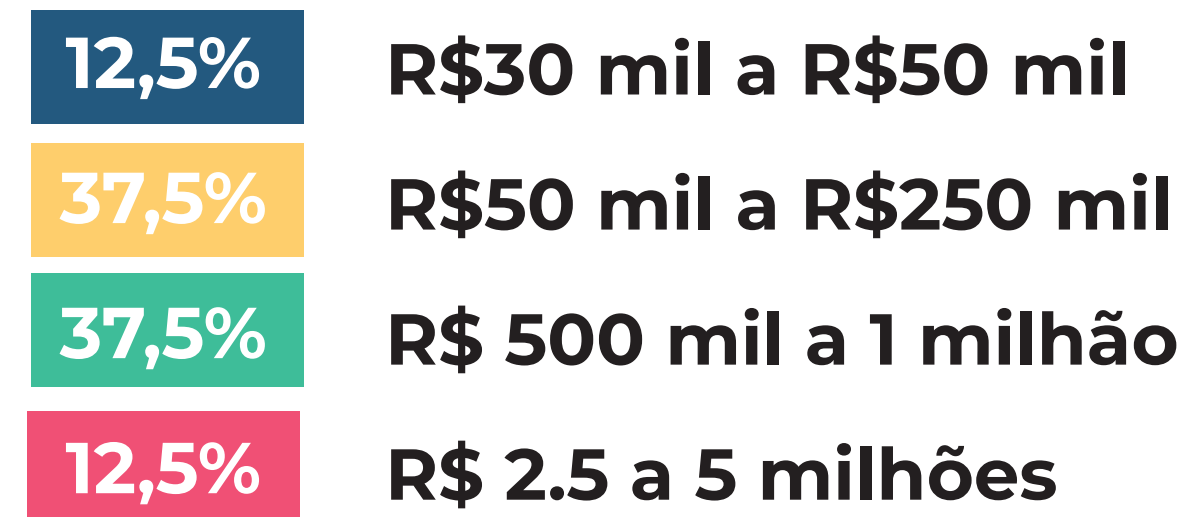 12,5% R$30 mil a R$50 mil
37,5% R$50 mil a R$250 mil
37,5% R$ 500 mil a 1 milhão
12,5% R$ 2.5 a 5 milhões